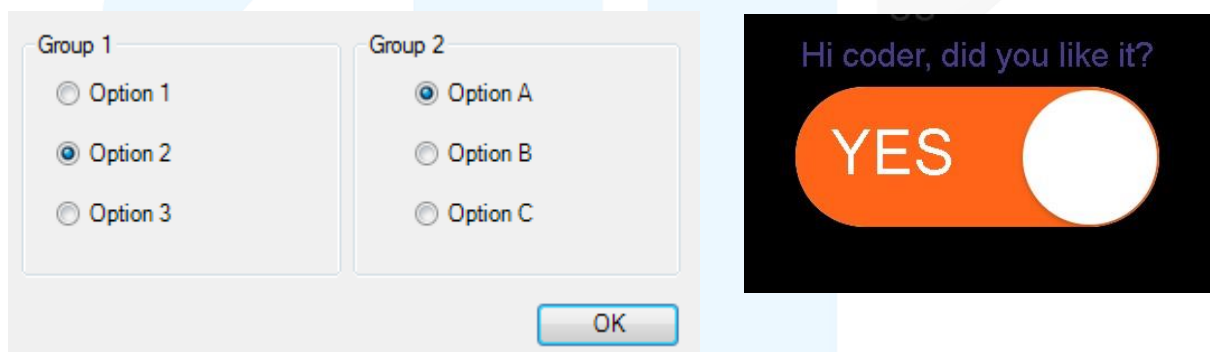 Group 1
Option 1
Option 2
Option 3
Group 2
Option A
Option B
Option C
OK
Hi coder, did you like it?
YES